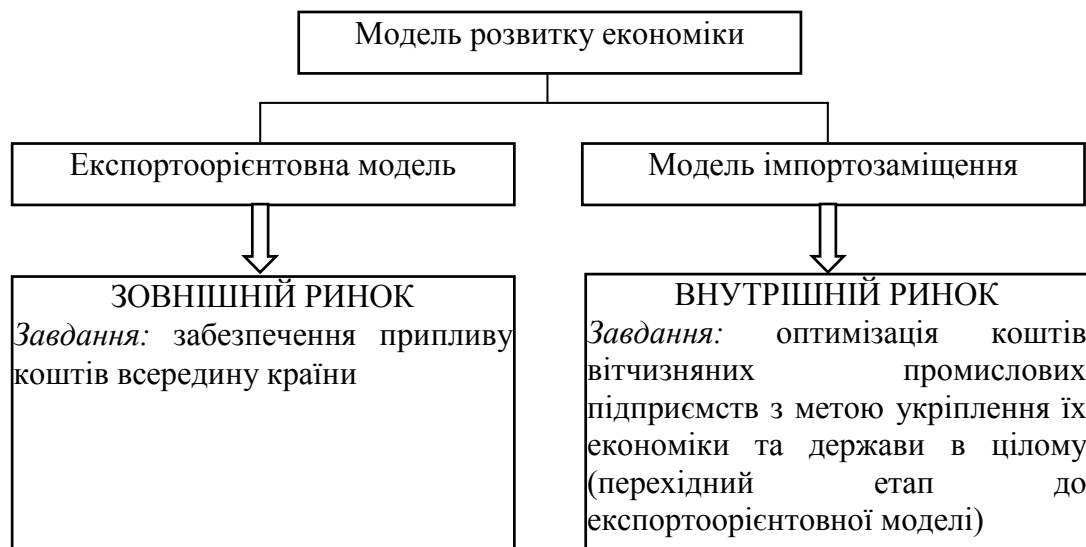 Модель розвитку економіки
Експортоорієнтовна модель
Модель імпортозаміщення
ЗОВНІШНІЙ РИНОК
Завдання: забезпечення припливу
коштів всередину країни
ВНУТРІШНІЙ РИНОК
Завдання: оптимізація коштів
вітчизняних промислових
підприємств з метою укріплення їх
економіки та держави в цілому
(перехідний етап до
експортоорієнтовної моделі)